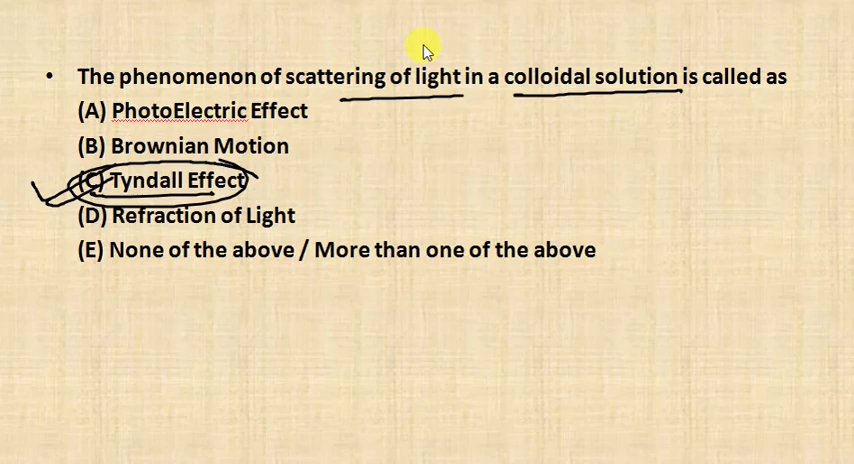 • The phenomenon of scattering of light in a colloidal solution is called as
(A) PhotoElectric Effect
(B) Brownian Motion
(C) Tyndall Effect
(D) Refraction of Light
(E) None of the above / More than one of the above